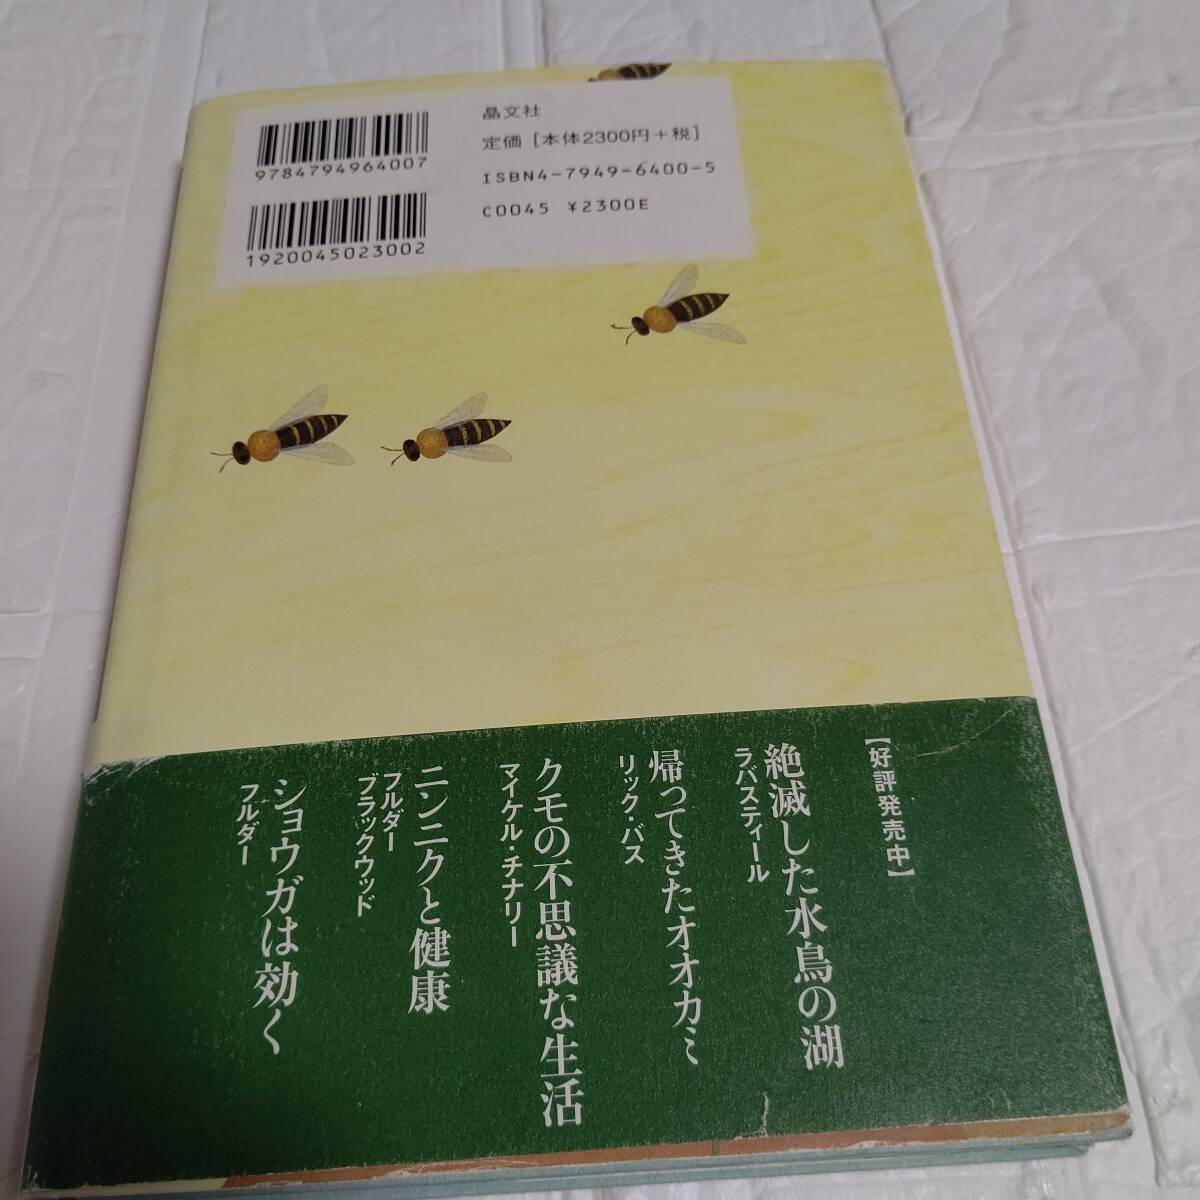 9784794964007
1920045023002
晶文社
定価［本体2300円＋税］
ISBN4-7949-6400-5
C0045 ¥2300E
【好評発売中】
絶滅した水鳥の湖
ラバスティール
帰ってきたオオカミ
リック・バス
クモの不思議な生活
マイケル・チナリー
ニンニクと健康
フルダー
ブラックウッド
ショウガは効く
フルダー